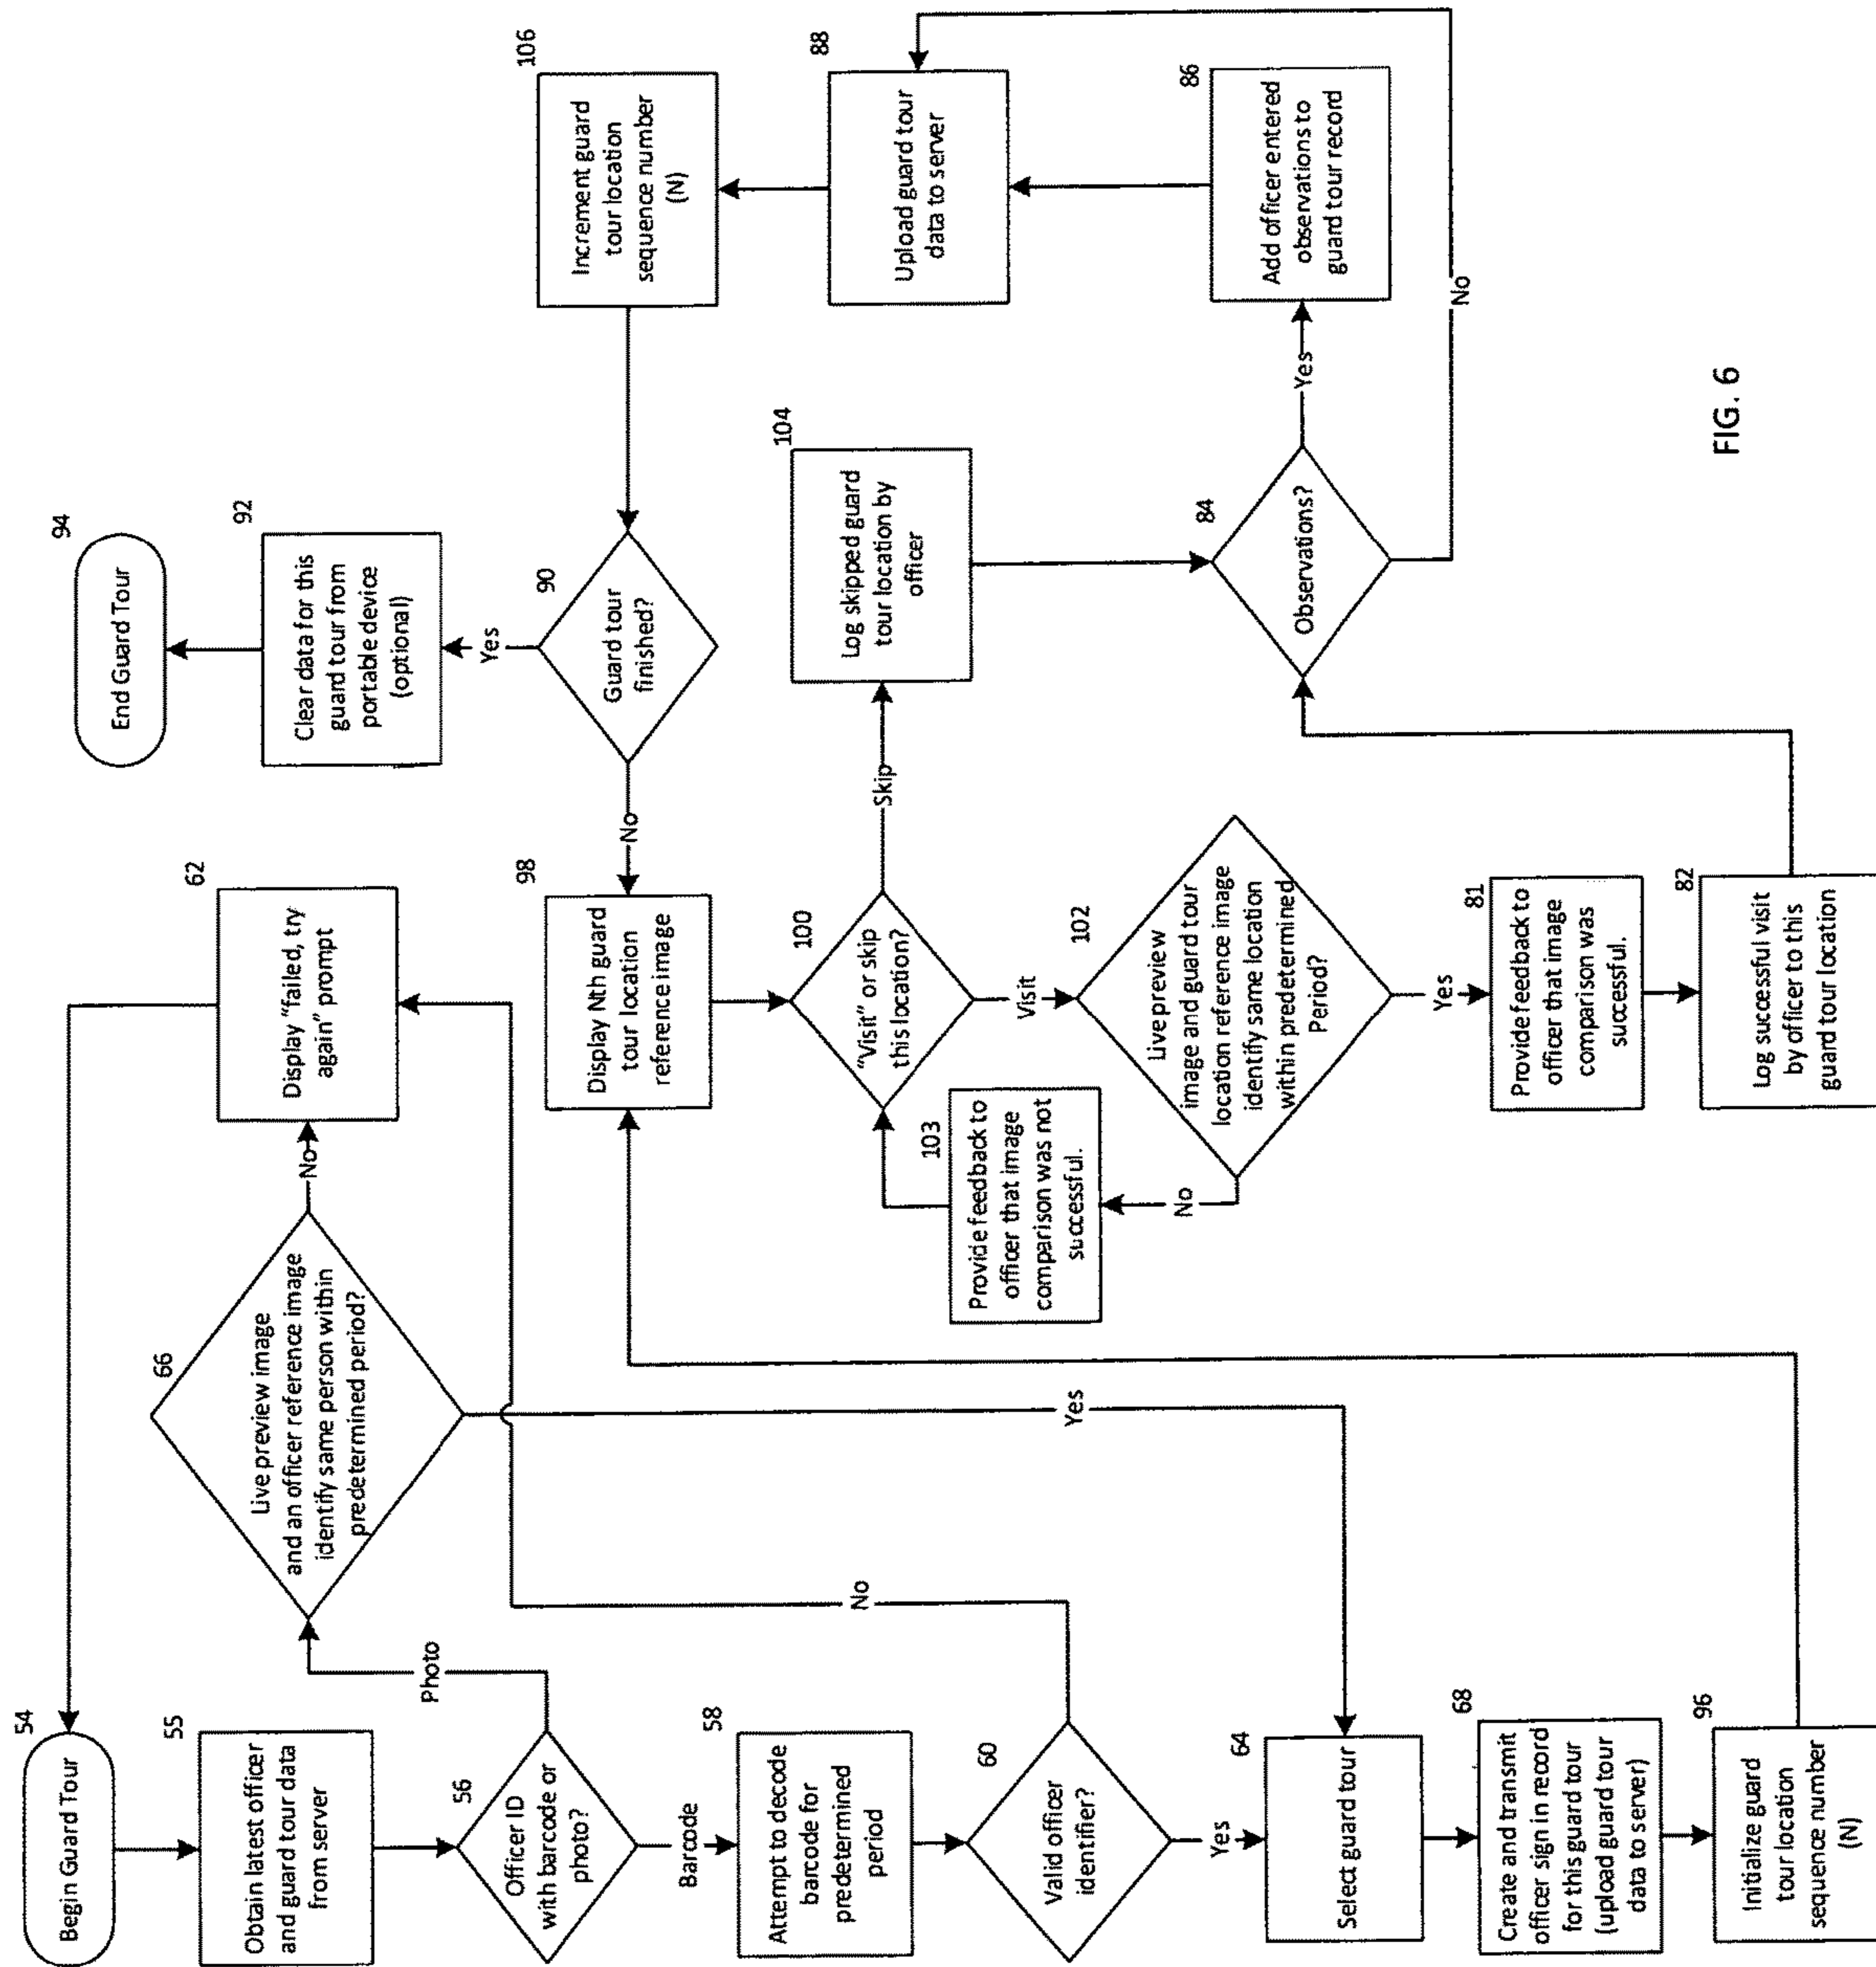 54
Begin Guard Tour
55
Obtain latest officer
and guard tour data
from server
56
Officer ID
with barcode or
photo?
Photo
Barcode
58
Attempt to decode
barcode for
predetermined
period
60
Valid officer
identifier?
No
Yes
64
Select guard tour
68
Create and transmit
officer sign in record
for this guard tour
(upload guard tour
data to server)
96
Initialize guard
tour location
sequence number
(N)
66
Live preview image
and an officer reference image
identify same person within
predetermined period?
No
Yes
62
Display "failed, try
again" prompt
98
Display Nth guard
tour location
reference image
100
"Visit" or skip
this location?
Skip
Visit
102
Live preview
image and guard tour
location reference image
identify same location
within predetermined
Period?
No
103
Provide feedback to
officer that image
comparison was not
successful.
Yes
81
Provide feedback to
officer that image
comparison was
successful.
82
Log successful visit
by officer to this
guard tour location
94
End Guard Tour
92
Clear data for this
guard tour from
portable device
(optional)
Yes
90
Guard tour
finished?
No
104
Log skipped guard
tour location by
officer
84
Observations?
Yes
No
106
Increment guard
tour location
sequence number
(N)
88
Upload guard tour
data to server
86
Add officer entered
observations to
guard tour record
FIG. 6